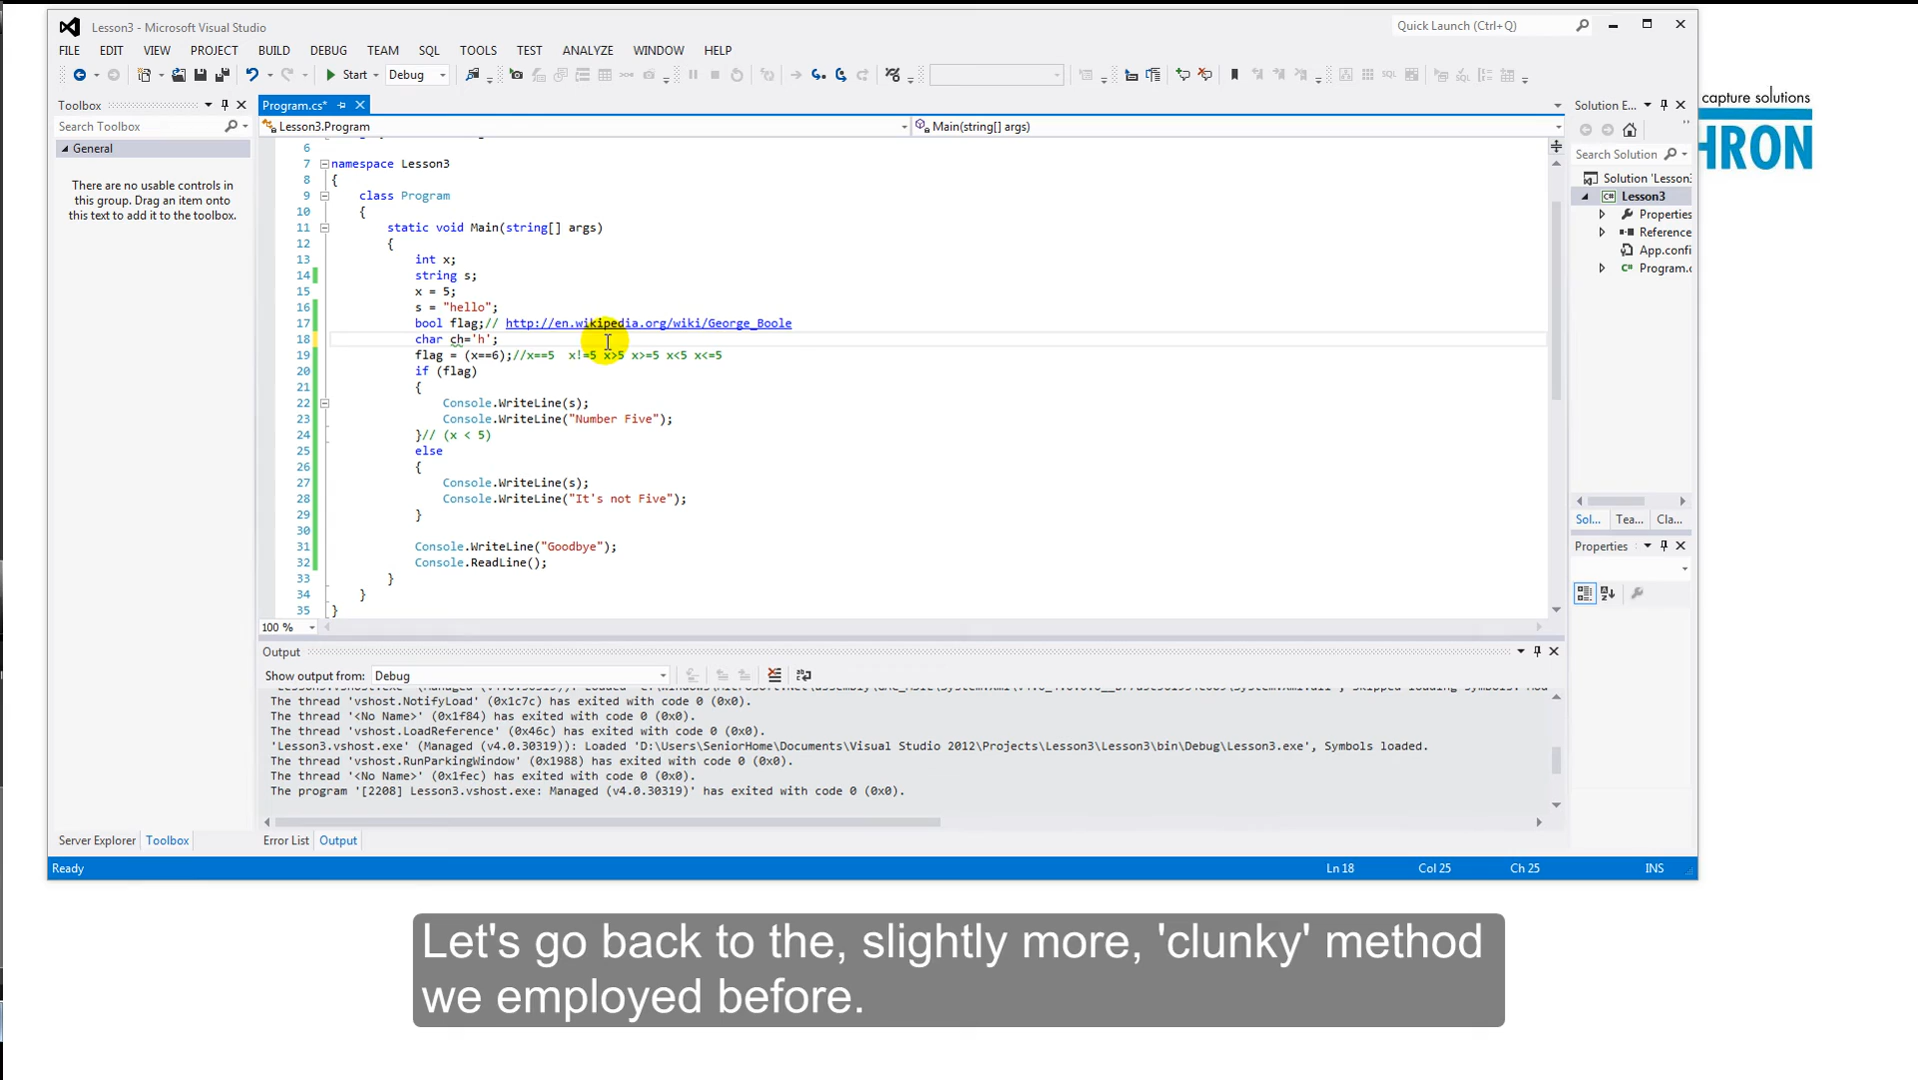 Lesson3 - Microsoft Visual Studio
Quick Launch (Ctrl+Q)
FILE EDIT VIEW PROJECT BUILD DEBUG TEAM SQL TOOLS TEST ANALYZE WINDOW HELP
Start Debug
capture solutions
HRON
Toolbox
Program.cs*
Solution E...
Search Toolbox
Lesson3.Program
Main(string[] args)
General
Search Solution
There are no usable controls in
this group. Drag an item onto
this text to add it to the toolbox.
Solution 'Lesson:
Lesson3
Properties
Reference
App.confi
Program.c
6
7 namespace Lesson3
8 {
9 class Program
10 {
11 static void Main(string[] args)
12 {
13 int x;
14 string s;
15 x = 5;
16 s = "hello";
17 bool flag;// http://en.wikipedia.org/wiki/George_Boole
18 char ch='h';
19 flag = (x==6);//x==5  x!=5 x>5 x>=5 x<5 x<=5
20 if (flag)
21 {
22 Console.WriteLine(s);
23 Console.WriteLine("Number Five");
24 }// (x < 5)
25 else
26 {
27 Console.WriteLine(s);
28 Console.WriteLine("It's not Five");
29 }
30
31 Console.WriteLine("Goodbye");
32 Console.ReadLine();
33 }
34 }
35 }
100 %
Sol... Tea... Cla...
Properties
Output
Show output from: Debug
The thread 'vshost.NotifyLoad' (0x1c7c) has exited with code 0 (0x0).
The thread '<No Name>' (0x1f84) has exited with code 0 (0x0).
The thread 'vshost.LoadReference' (0x46c) has exited with code 0 (0x0).
'Lesson3.vshost.exe' (Managed (v4.0.30319)): Loaded 'D:\Users\SeniorHome\Documents\Visual Studio 2012\Projects\Lesson3\Lesson3\bin\Debug\Lesson3.exe', Symbols loaded.
The thread 'vshost.RunParkingWindow' (0x1988) has exited with code 0 (0x0).
The thread '<No Name>' (0x1fec) has exited with code 0 (0x0).
The program '[2208] Lesson3.vshost.exe: Managed (v4.0.30319)' has exited with code 0 (0x0).
Server Explorer Toolbox
Error List Output
Ready
Ln 18 Col 25 Ch 25 INS
Let's go back to the, slightly more, 'clunky' method
we employed before.